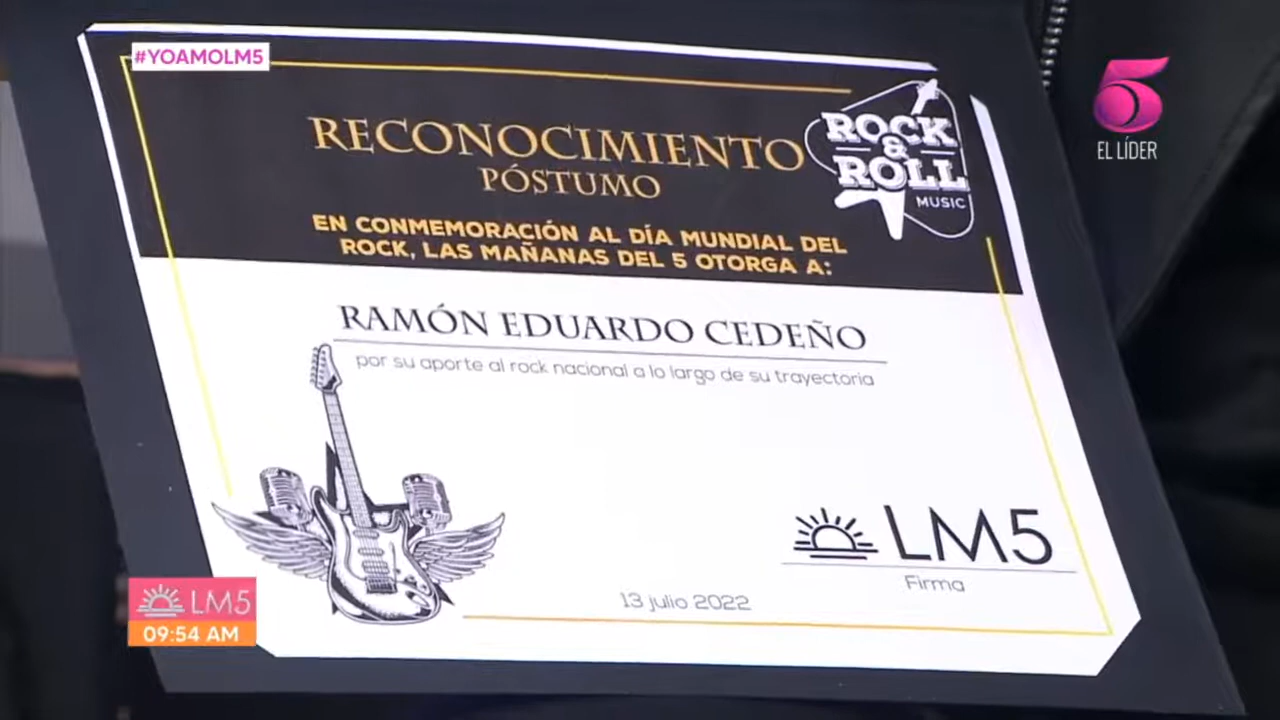 #YOAMOLM5
5
EL LÍDER
RECONOCIMIENTO
PÓSTUMO
ROCK
&
ROLL
MUSIC
EN CONMEMORACIÓN AL DÍA MUNDIAL DEL
ROCK, LAS MAÑANAS DEL 5 OTORGA A:
RAMÓN EDUARDO CEDEÑO
por su aporte al rock nacional a lo largo de su trayectoria
LM5
Firma
13 julio 2022
LM5
09:54 AM